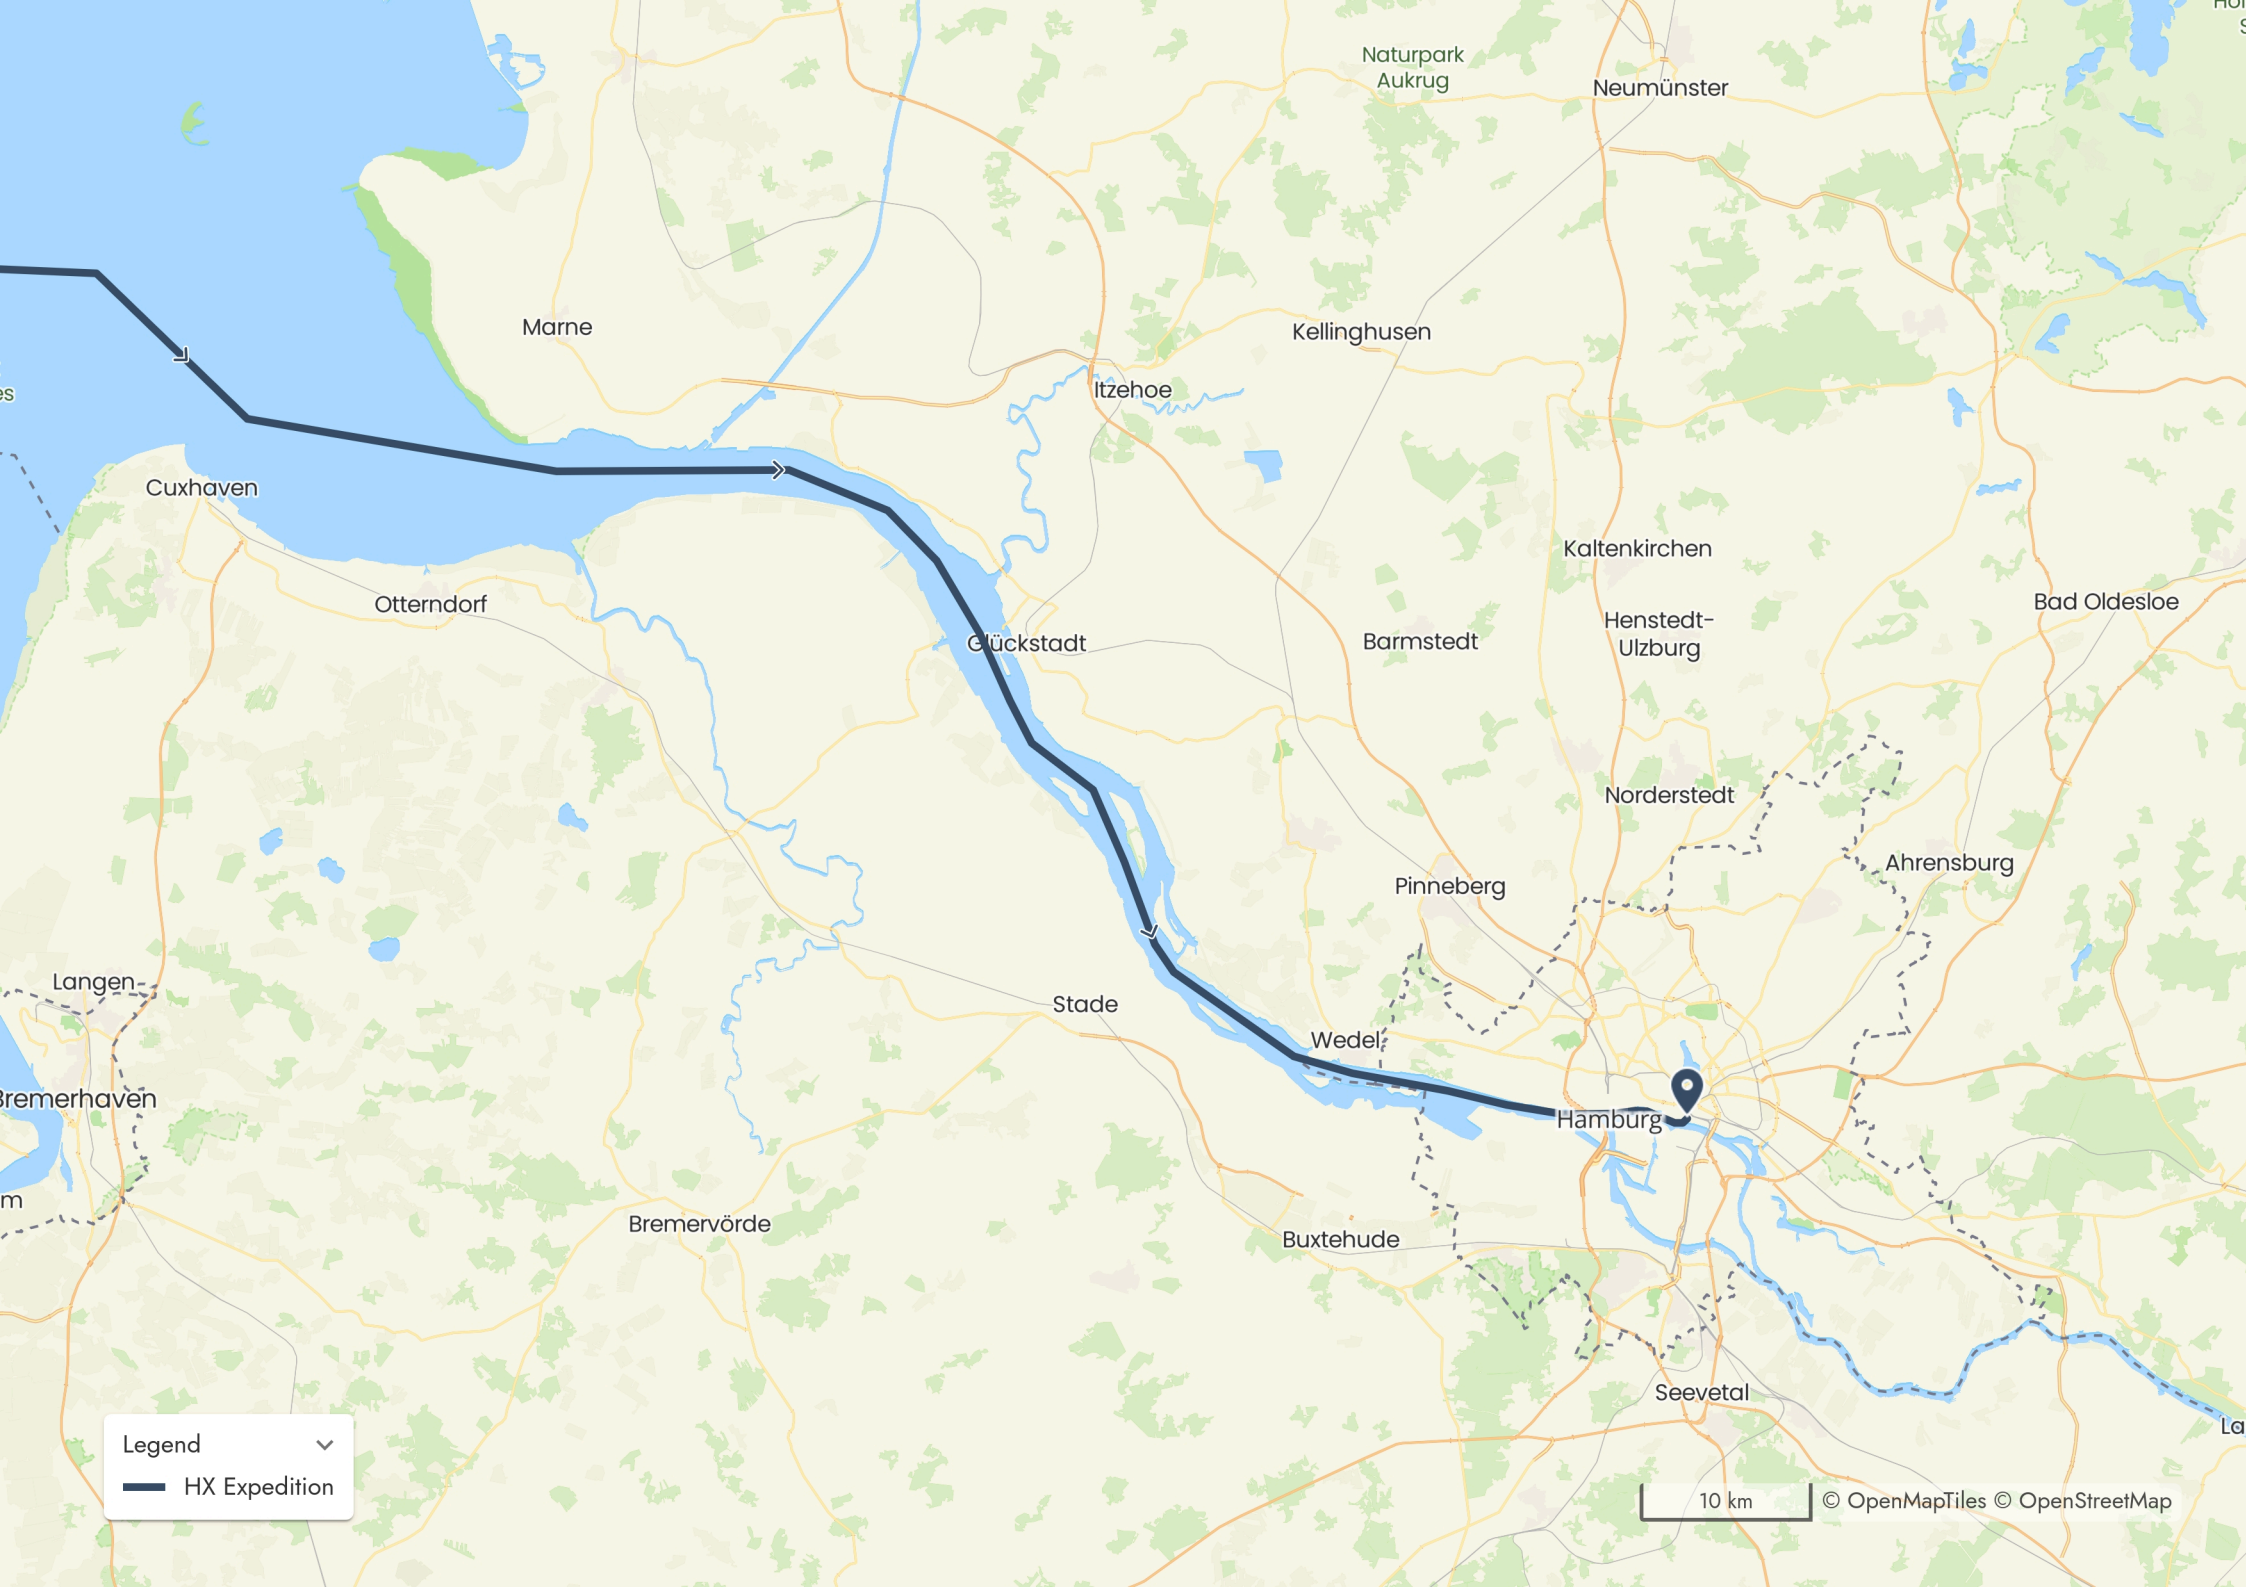 Naturpark
Aukrug
Neumünster
Marne
Kellinghusen
Itzehoe
Cuxhaven
Kaltenkirchen
Otterndorf
Bad Oldesloe
Henstedt-
Ulzburg
Glückstadt
Barmstedt
Norderstedt
Ahrensburg
Pinneberg
Langen
Stade
Wedel
Bremerhaven
Hamburg
Bremervörde
Buxtehude
Seevetal
Legend
HX Expedition
10 km
© OpenMapTiles © OpenStreetMap